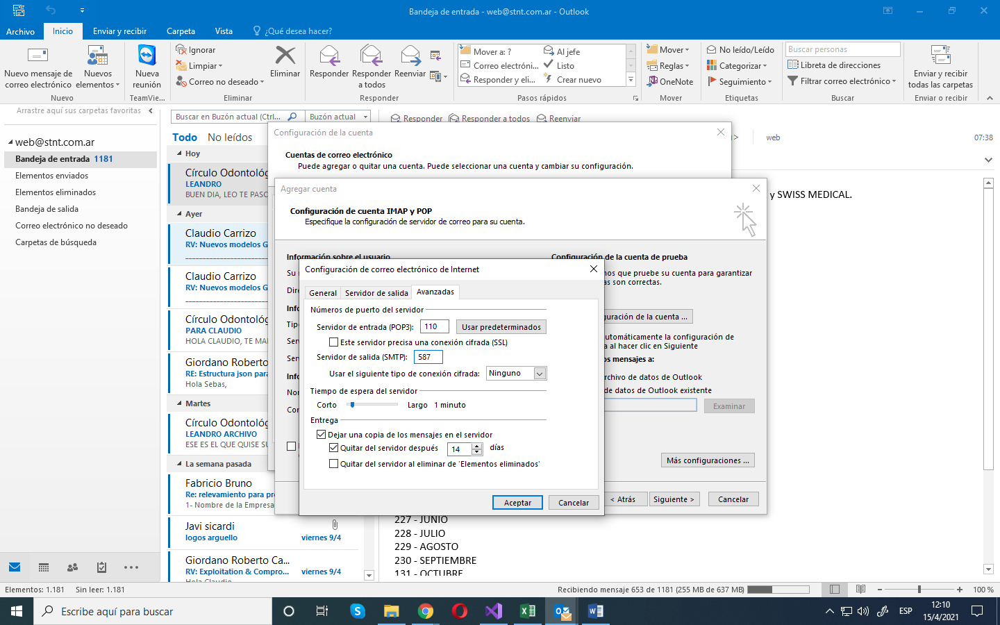 Bandeja de entrada - web@stnt.com.ar - Outlook
Archivo Inicio Enviar y recibir Carpeta Vista ¿Qué desea hacer?
Nuevo mensaje de correo electrónico
Nuevos elementos
Nuevo
Nueva reunión
TeamVie...
Ignorar
Limpiar
Correo no deseado
Eliminar
Eliminar
Responder
Responder a todos
Reenviar
Responder
Mover a: ?
Correo electróni...
Responder y eli...
Al jefe
Listo
Crear nuevo
Pasos rápidos
Mover
Reglas
OneNote
Mover
No leído/Leído
Categorizar
Seguimiento
Etiquetas
Buscar personas
Libreta de direcciones
Filtrar correo electrónico
Buscar
Enviar y recibir todas las carpetas
Enviar o recibir
Arrastre aquí sus carpetas favoritas
web@stnt.com.ar
Bandeja de entrada 1181
Elementos enviados
Elementos eliminados
Bandeja de salida
Correo electrónico no deseado
Carpetas de búsqueda
Buscar en Buzón actual (Ctrl... Buzón actual
Todo No leídos
Hoy
Círculo Odontológ
LEANDRO
BUEN DIA, LEO TE PASO
Ayer
Claudio Carrizo
RV: Nuevos modelos G
Claudio Carrizo
RV: Nuevos modelos G
Círculo Odontológ
PARA CLAUDIO
HOLA CLAUDIO, TE MA
Giordano Roberto
RE: Estructura json para
Hola Sebas,
Martes
Círculo Odontológ
LEANDRO ARCHIVO
ESE ES EL QUE QUISE SU
La semana pasada
Fabricio Bruno
Re: relevamiento para pr
1- Nombre de la Empresa
Javi sicardi
logos arguello viernes 9/4
Giordano Roberto Ca...
RV: Exploitation & Compro... viernes 9/4
Hola Claudio
Responder Responder a todos Reenviar
> web 07:38
y SWISS MEDICAL.
227 - JUNIO
228 - JULIO
229 - AGOSTO
230 - SEPTIEMBRE
131 - OCTUBRE
Configuración de la cuenta
Cuentas de correo electrónico
Puede agregar o quitar una cuenta. Puede seleccionar una cuenta y cambiar su configuración.
Agregar cuenta
Configuración de cuenta IMAP y POP
Especifique la configuración de servidor de correo para su cuenta.
Información sobre el usuario
Su
Dire
Info
Tipo
Ser
Ser
Info
Nor
Cor
Configuración de la cuenta de prueba
mos que pruebe su cuenta para garantizar
as son correctas.
guración de la cuenta ...
automáticamente la configuración de
a al hacer clic en Siguiente
os mensajes a:
rchivo de datos de Outlook
de datos de Outlook existente
Examinar
Más configuraciones ...
< Atrás Siguiente > Cancelar
Configuración de correo electrónico de Internet
General Servidor de salida Avanzadas
Números de puerto del servidor
Servidor de entrada (POP3): 110 Usar predeterminados
Este servidor precisa una conexión cifrada (SSL)
Servidor de salida (SMTP): 587
Usar el siguiente tipo de conexión cifrada: Ninguno
Tiempo de espera del servidor
Corto Largo 1 minuto
Entrega
Dejar una copia de los mensajes en el servidor
Quitar del servidor después 14 días
Quitar del servidor al eliminar de 'Elementos eliminados'
Aceptar Cancelar
Elementos: 1.181 Sin leer: 1.181
Recibiendo mensaje 653 de 1181 (255 MB de 637 MB)
100 %
Escribe aquí para buscar
ESP
12:10
15/4/2021